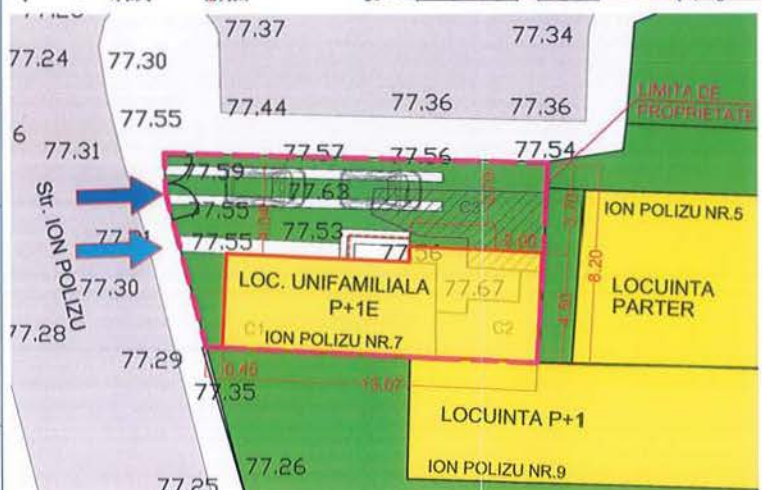 77.37
77.34
77.24
77.30
LIMITA DE
PROPRIETATE
77.44
77.36
77.36
77.55
77.31
77.57
77.56
77.54
77.59
77.63
77.55
C3
ION POLIZU NR.5
Str. ION POLIZU
77.55
77.53
77.56
8.20
LOCUINTA
PARTER
77.30
LOC. UNIFAMILIALA
P+1E
77.67
77.28
C1
ION POLIZU NR.7
C2
77.29
0.45
77.35
LOCUINTA P+1
77.26
ION POLIZU NR.9
77.25